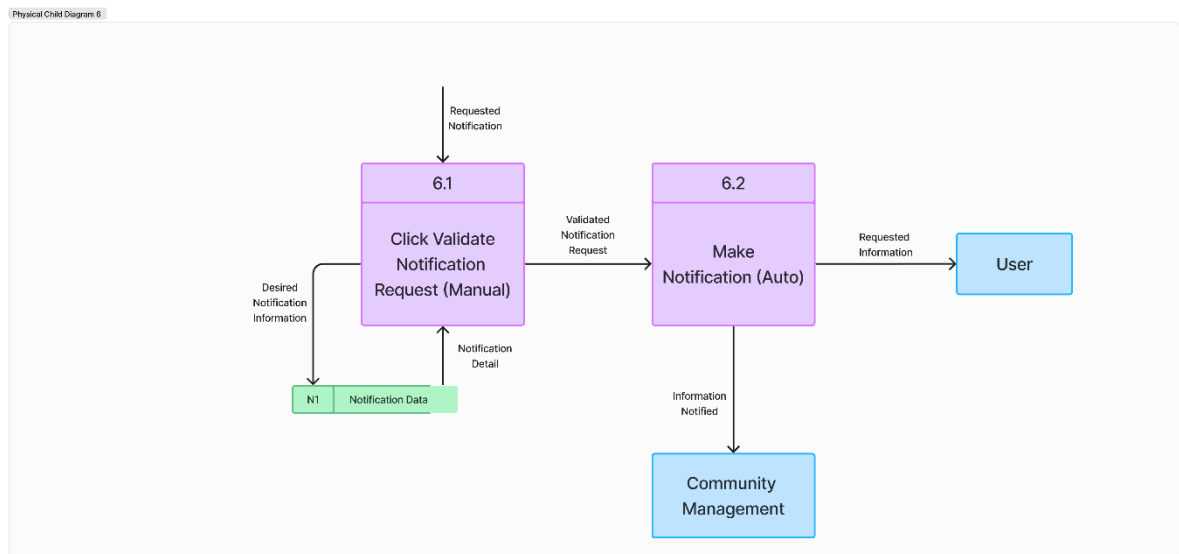 Physical Child Diagram 6
Requested
Notification
6.1
Click Validate
Notification
Request (Manual)
Validated
Notification
Request
6.2
Make
Notification (Auto)
Requested
Information
User
Desired
Notification
Information
Notification
Detail
N1
Notification Data
Information
Notified
Community
Management